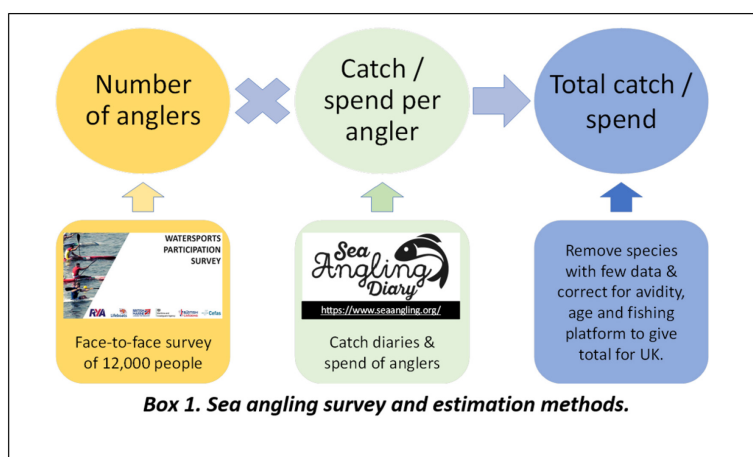 Number
of anglers
Catch /
spend per
angler
Total catch /
spend
WATERSPORTS
PARTICIPATION
SURVEY
RYA
Cefas
Face-to-face survey
of 12,000 people
Sea
Angling
Diary
https://www.seaangling.org/
Catch diaries &
spend of anglers
Remove species
with few data &
correct for avidity,
age and fishing
platform to give
total for UK.
Box 1. Sea angling survey and estimation methods.